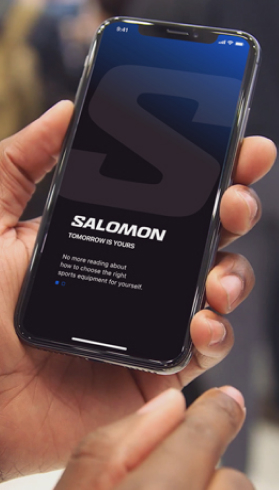 9:41
SALOMON
TOMORROW IS YOURS
No more reading about
how to choose the right
sports equipment for yourself.